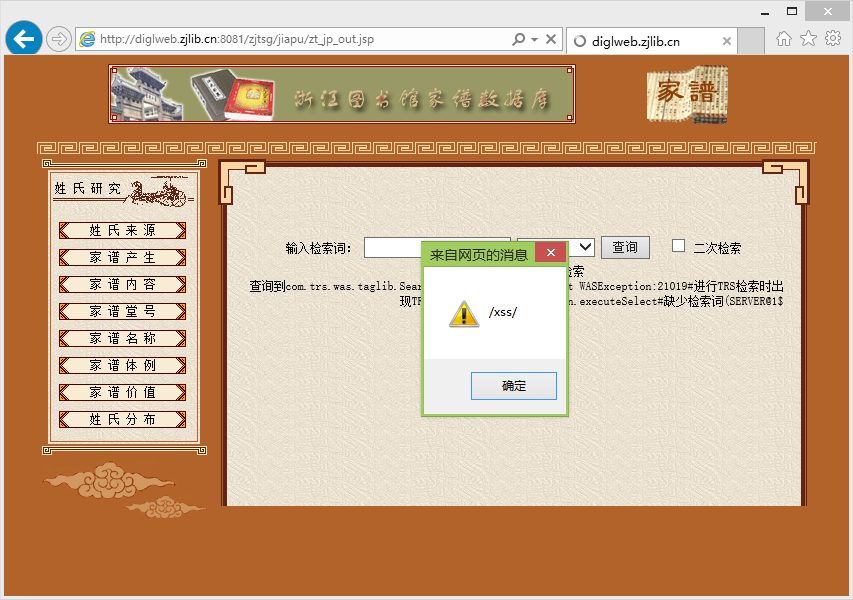 http://diglweb.zjlib.cn:8081/zjtsg/jiapu/zt_jp_out.jsp
diglweb.zjlib.cn
浙江图书馆家谱数据库
家譜
姓氏研究
姓氏来源
家谱产生
家谱内容
家谱堂号
家谱名称
家谱体例
家谱价值
姓氏分布
输入检索词：
查询
二次检索
来自网页的消息
检索
查询到com.trs.was.taglib.Sear
t WASException:21019#进行TRS检索时出
现TR
n.executeSelect#缺少检索词(SERVER@1$
/xss/
确定